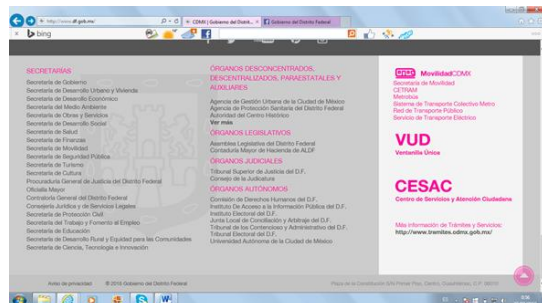 http://www.df.gob.mx/
CDMX | Gobierno del Distrit...
Gobierno del Distrito Federal
bing
SECRETARÍAS
Secretaría de Gobierno
Secretaría de Desarrollo Urbano y Vivienda
Secretaría de Desarrollo Económico
Secretaría del Medio Ambiente
Secretaría de Obras y Servicios
Secretaría de Desarrollo Social
Secretaría de Salud
Secretaría de Finanzas
Secretaría de Movilidad
Secretaría de Seguridad Pública
Secretaría de Turismo
Secretaría de Cultura
Procuraduría General de Justicia del Distrito Federal
Oficialía Mayor
Contraloría General del Distrito Federal
Consejería Jurídica y de Servicios Legales
Secretaría de Protección Civil
Secretaría del Trabajo y Fomento al Empleo
Secretaría de Educación
Secretaría de Desarrollo Rural y Equidad para las Comunidades
Secretaría de Ciencia, Tecnología e Innovación
ÓRGANOS DESCONCENTRADOS,
DESCENTRALIZADOS, PARAESTATALES Y
AUXILIARES
Agencia de Gestión Urbana de la Ciudad de México
Agencia de Protección Sanitaria del Distrito Federal
Autoridad del Centro Histórico
Ver más
ÓRGANOS LEGISLATIVOS
Asamblea Legislativa del Distrito Federal
Contaduría Mayor de Hacienda de ALDF
ÓRGANOS JUDICIALES
Tribunal Superior de Justicia del D.F.
Consejo de la Judicatura
ÓRGANOS AUTÓNOMOS
Comisión de Derechos Humanos del D.F.
Instituto De Acceso a la Información Pública del D.F.
Instituto Electoral del D.F.
Junta Local de Conciliación y Arbitraje del D.F.
Tribunal de los Contencioso y Administrativo del D.F.
Tribunal Electoral del D.F.
Universidad Autónoma de la Ciudad de México
MovilidadCDMX
Secretaría de Movilidad
CETRAM
Metrobús
Sistema de Transporte Colectivo Metro
Red de Transporte Público
Servicio de Transporte Eléctrico
VUD
Ventanilla Única
CESAC
Centro de Servicios y Atención Ciudadana
Más información de Trámites y Servicios:
http://www.tramites.cdmx.gob.mx/
Aviso de privacidad
© 2015 Gobierno del Distrito Federal
Plaza de la Constitución S/N Primer Piso, Centro, Cuauhtémoc, C.P. 06000